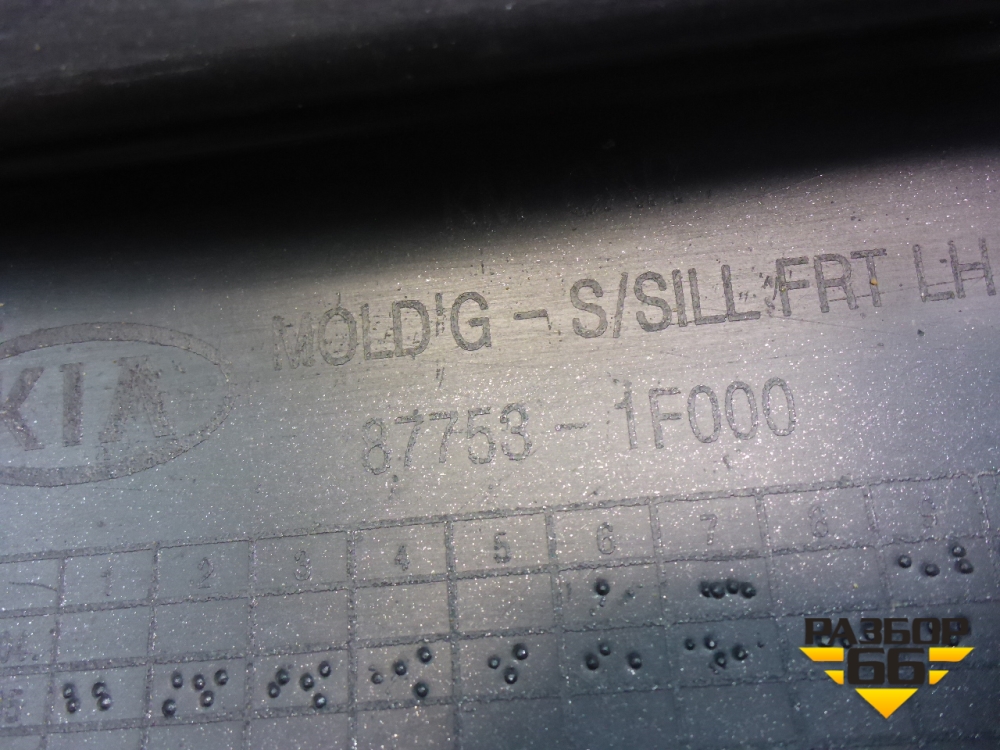 MOLD'G - S/SILL,FRT LH
KIA
87753 - 1F000
1 2 3 4 5 6 7 8 9
РАЗБОР
66